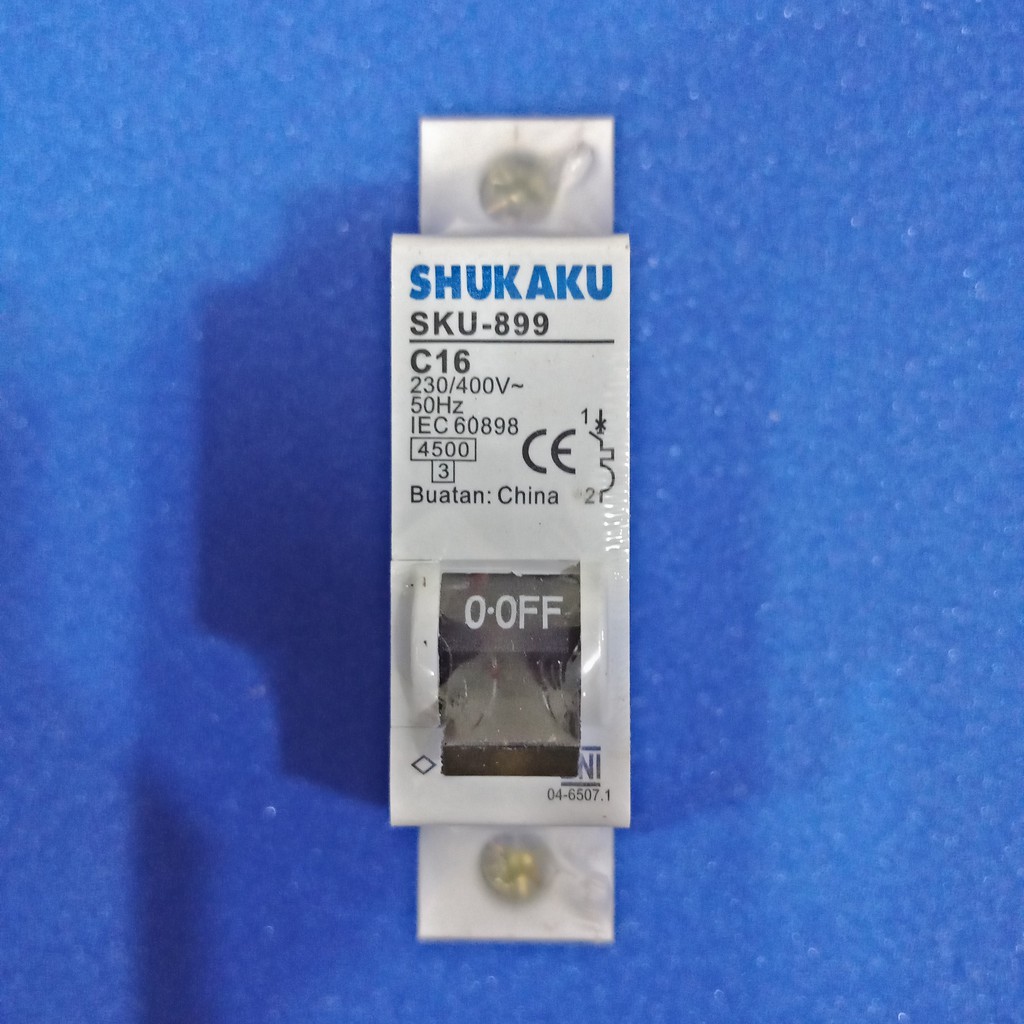 SHUKAKU
SKU-899
C16
230/400V~
50Hz
IEC 60898
4500
3
CE
1
Buatan: China
2
O·OFF
04-6507.1